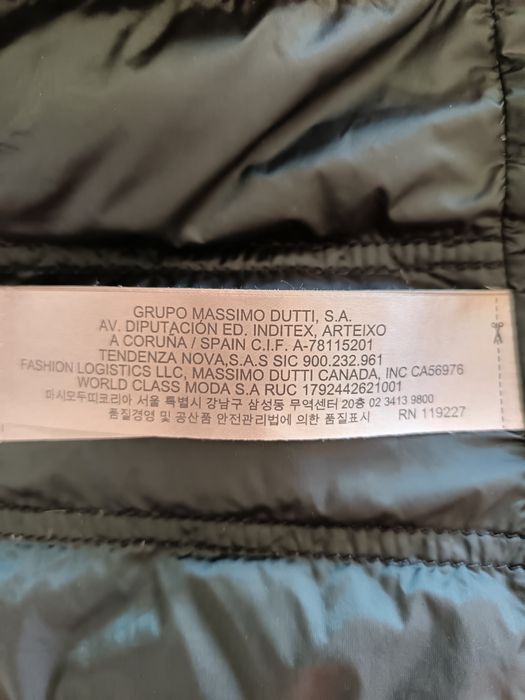 GRUPO MASSIMO DUTTI, S.A.
AV. DIPUTACIÓN ED. INDITEX, ARTEIXO
A CORUÑA / SPAIN C.I.F. A-78115201
TENDENZA NOVA,S.A.S SIC 900.232.961
FASHION LOGISTICS LLC, MASSIMO DUTTI CANADA, INC CA56976
WORLD CLASS MODA S.A RUC 1792442621001
마시모두띠코리아 서울 특별시 강남구 삼성동 무역센터 20층 02 3413 9800
품질경영 및 공산품 안전관리법에 의한 품질표시 RN 119227